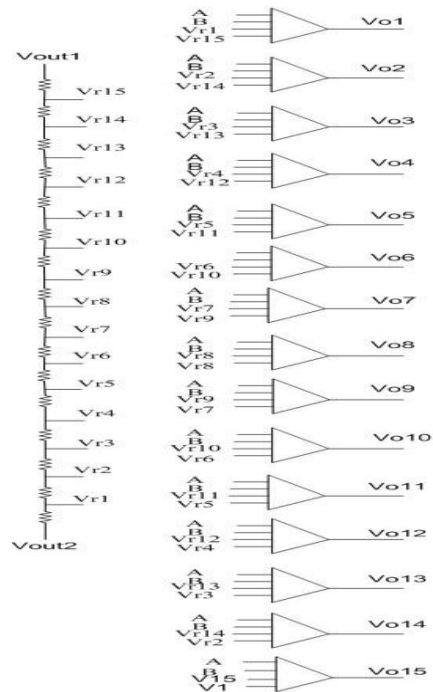 Vout1
Vr15
Vr14
Vr13
Vr12
Vr11
Vr10
Vr9
Vr8
Vr7
Vr6
Vr5
Vr4
Vr3
Vr2
Vr1
Vout2
A
B
Vr1
Vr15
Vo1
A
B
Vr2
Vr14
Vo2
A
B
Vr3
Vr13
Vo3
A
B
Vr4
Vr12
Vo4
A
B
Vr5
Vr11
Vo5
Vr6
Vr10
Vo6
A
B
Vr7
Vr9
Vo7
A
B
Vr8
Vr8
Vo8
A
B
Vr9
Vr7
Vo9
A
B
Vr10
Vr6
Vo10
A
B
Vr11
Vr5
Vo11
A
B
Vr12
Vr4
Vo12
A
B
Vr13
Vr3
Vo13
A
B
Vr14
Vr2
Vo14
A
B
V15
V1
Vo15